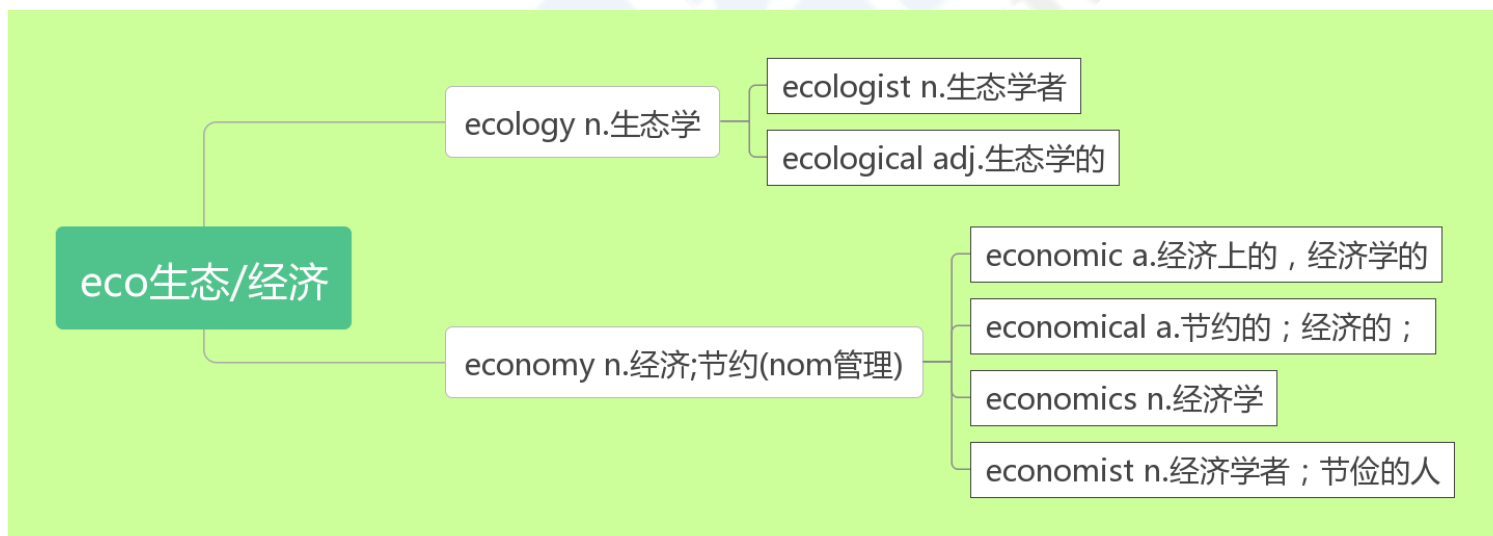 ecologist n.生态学者
ecology n.生态学
ecological adj.生态学的
eco生态/经济
economic a.经济上的，经济学的
economical a.节约的；经济的；
economy n.经济;节约(nom管理)
economics n.经济学
economist n.经济学者；节俭的人